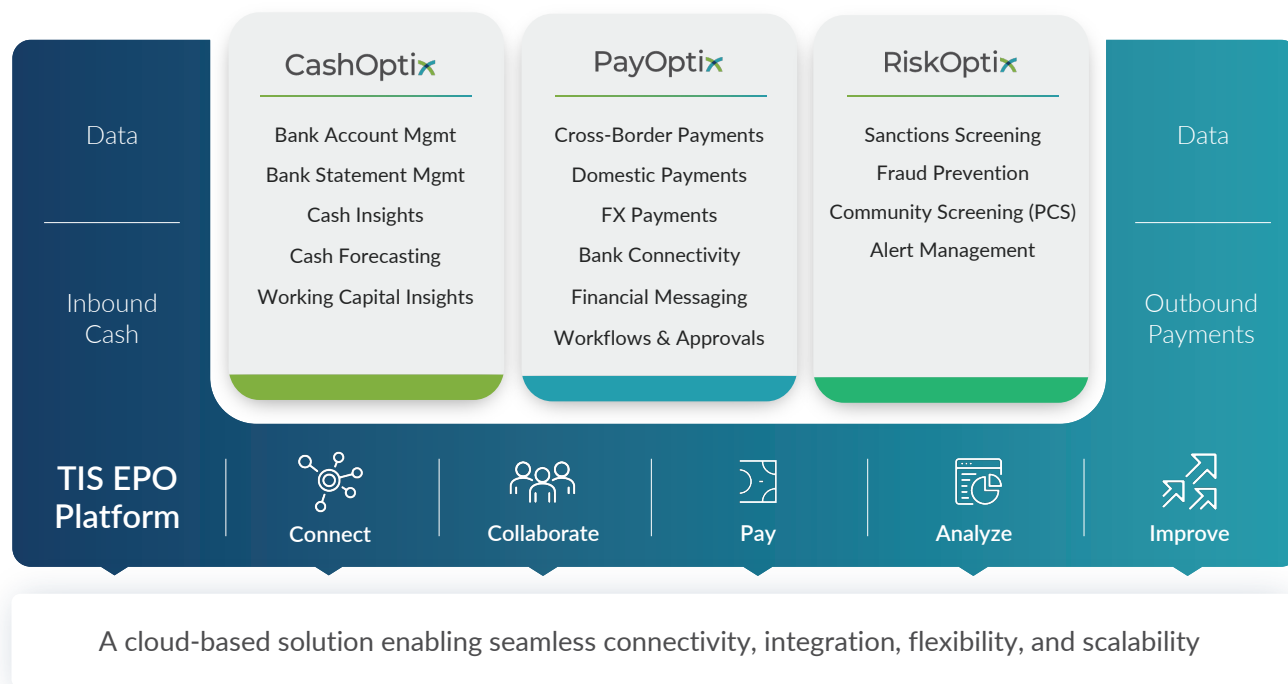 Data
Inbound
Cash
CashOptix
Bank Account Mgmt
Bank Statement Mgmt
Cash Insights
Cash Forecasting
Working Capital Insights
PayOptix
Cross-Border Payments
Domestic Payments
FX Payments
Bank Connectivity
Financial Messaging
Workflows & Approvals
RiskOptix
Sanctions Screening
Fraud Prevention
Community Screening (PCS)
Alert Management
Data
Outbound
Payments
TIS EPO
Platform
Connect
Collaborate
Pay
Analyze
Improve
A cloud-based solution enabling seamless connectivity, integration, flexibility, and scalability